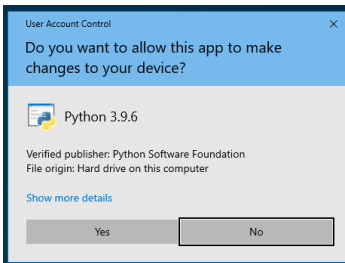 User Account Control
Do you want to allow this app to make
changes to your device?
Python 3.9.6
Verified publisher: Python Software Foundation
File origin: Hard drive on this computer
Show more details
Yes
No